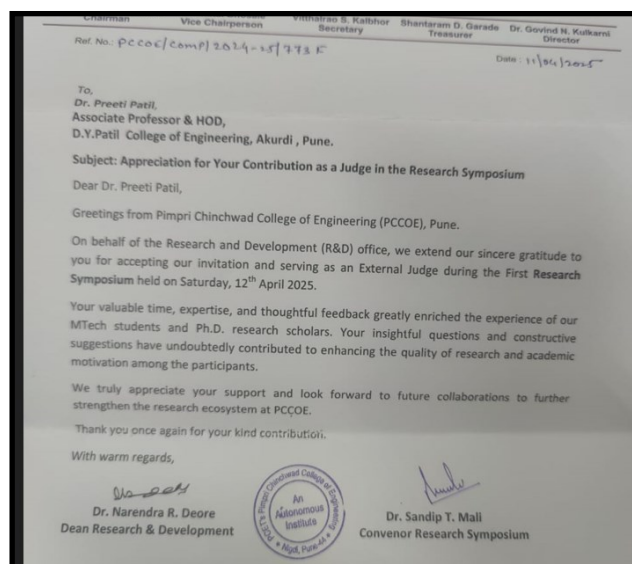 Chairman Vice Chairperson Vitthalrao S. Kalbhor Shantaram D. Garade Dr. Govind N. Kulkarni
Secretary Treasurer Director
Ref. No.: PCCOE/COMP/2024-25/773
Date : 11/04/2025
To,
Dr. Preeti Patil,
Associate Professor & HOD,
D.Y.Patil College of Engineering, Akurdi , Pune.
Subject: Appreciation for Your Contribution as a Judge in the Research Symposium
Dear Dr. Preeti Patil,
Greetings from Pimpri Chinchwad College of Engineering (PCCOE), Pune.
On behalf of the Research and Development (R&D) office, we extend our sincere gratitude to
you for accepting our invitation and serving as an External Judge during the First Research
Symposium held on Saturday, 12th April 2025.
Your valuable time, expertise, and thoughtful feedback greatly enriched the experience of our
MTech students and Ph.D. research scholars. Your insightful questions and constructive
suggestions have undoubtedly contributed to enhancing the quality of research and academic
motivation among the participants.
We truly appreciate your support and look forward to future collaborations to further
strengthen the research ecosystem at PCCOE.
Thank you once again for your kind contribution.
With warm regards,
Dr. Narendra R. Deore
Dean Research & Development
PCET's Pimpri Chinchwad College of Engineering
An
Autonomous
Institute
Nigdi, Pune-44
Dr. Sandip T. Mali
Convenor Research Symposium